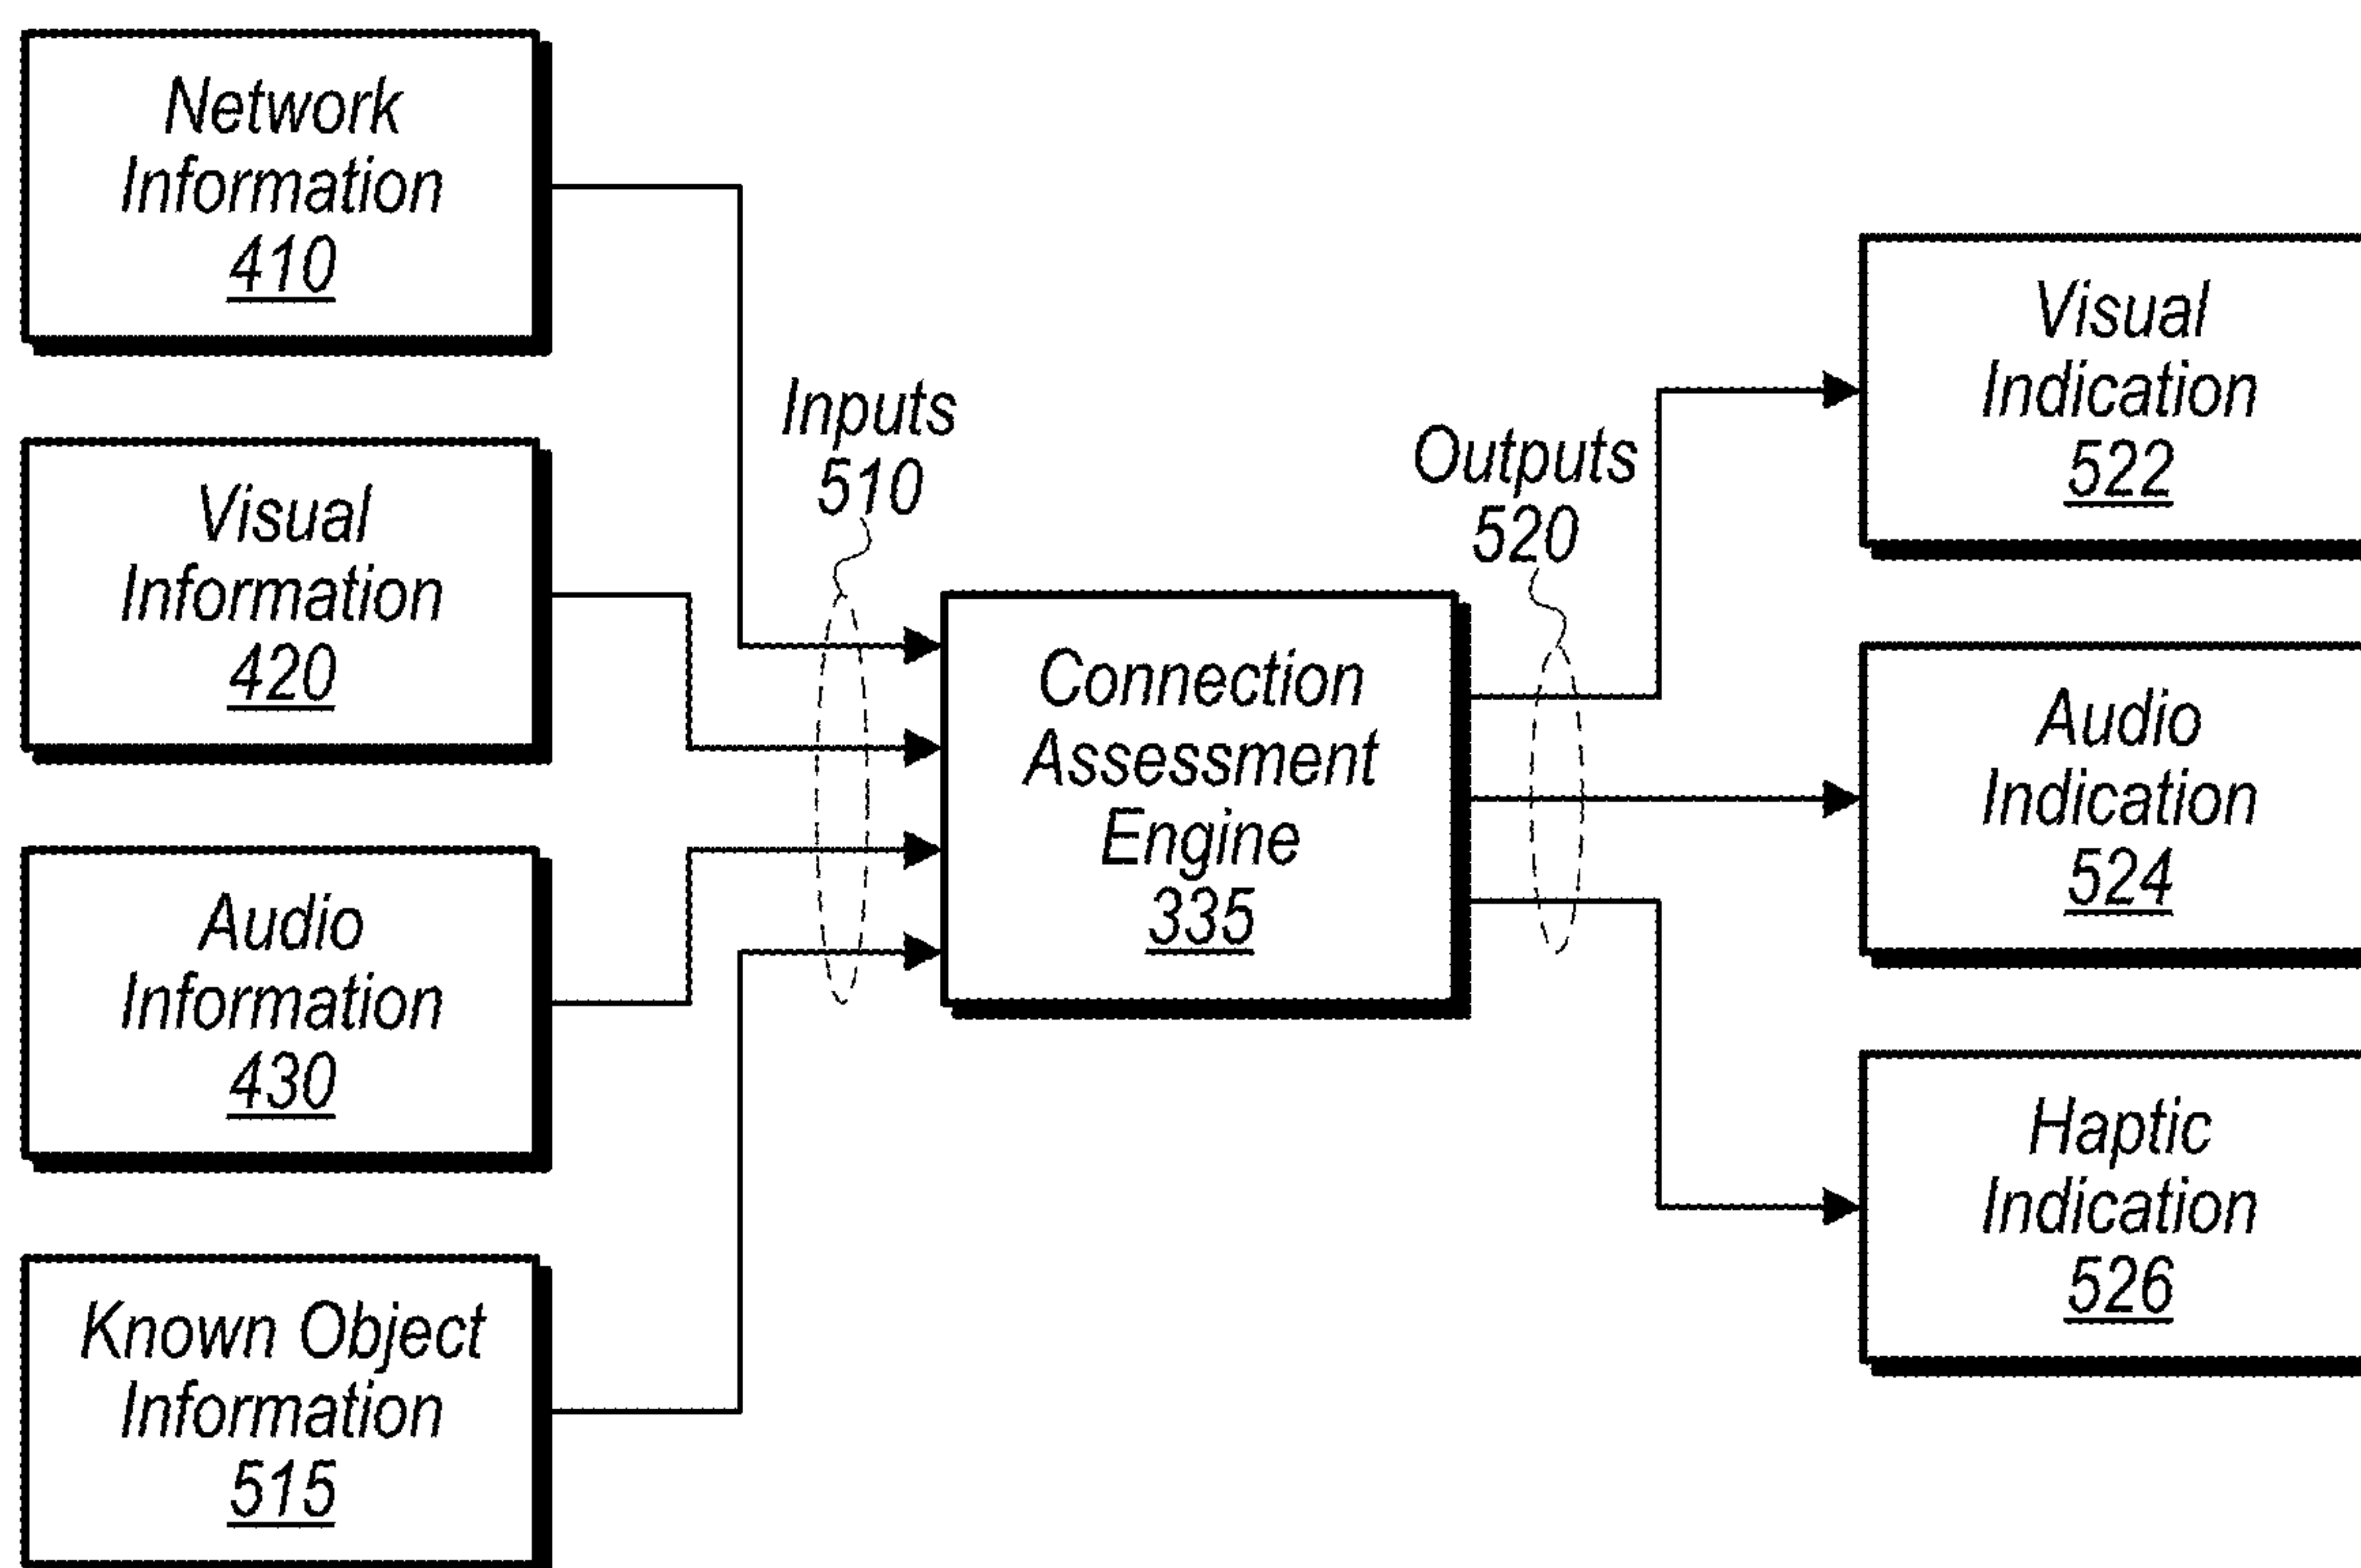 Network
Information
410
Visual
Information
420
Audio
Information
430
Known Object
Information
515
Inputs
510
Connection
Assessment
Engine
335
Outputs
520
Visual
Indication
522
Audio
Indication
524
Haptic
Indication
526